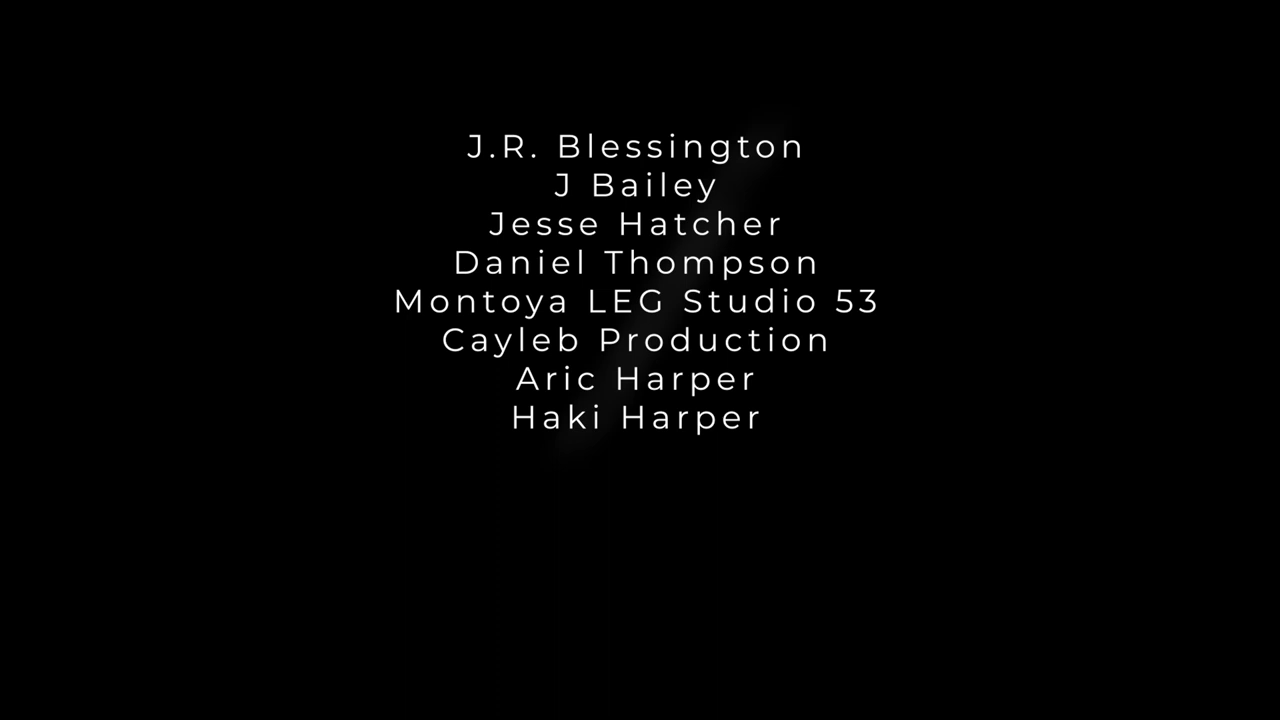 J.R. Blessington
J Bailey
Jesse Hatcher
Daniel Thompson
Montoya LEG Studio 53
Cayleb Production
Aric Harper
Haki Harper